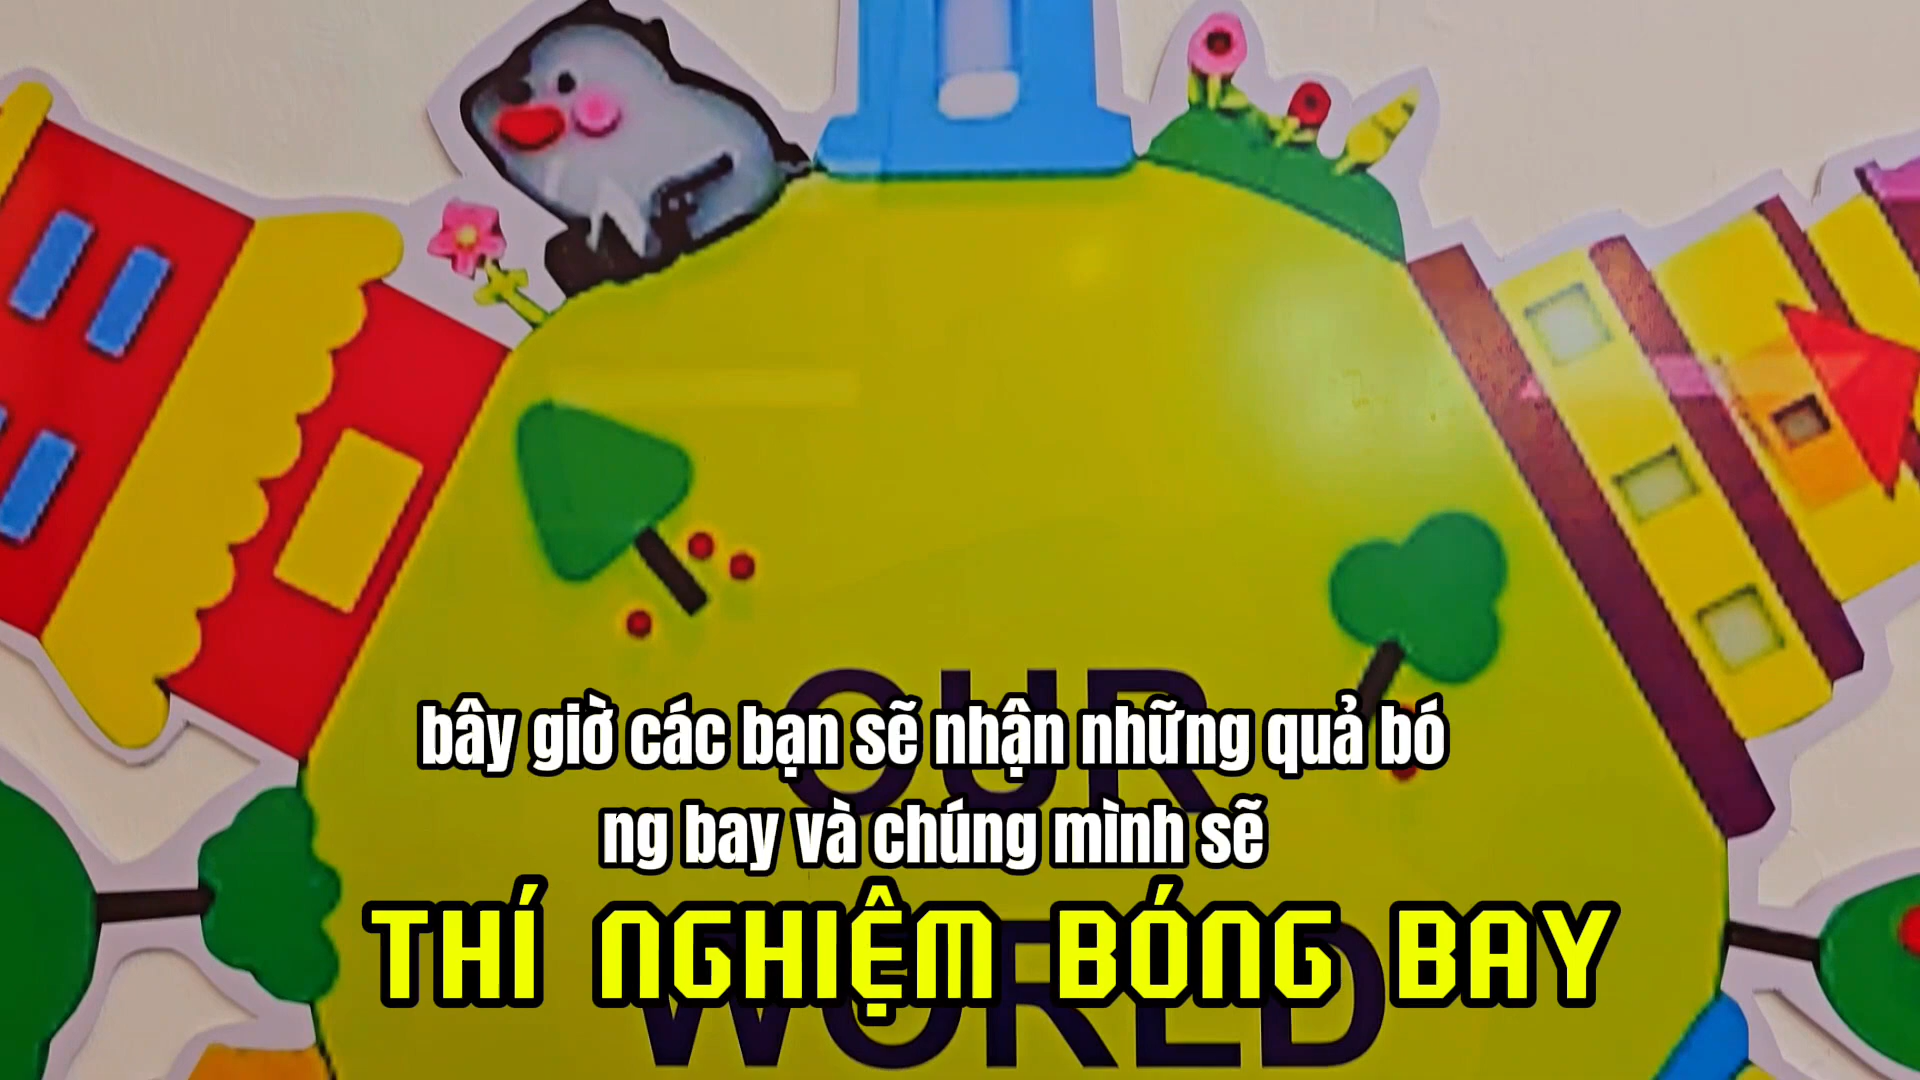 OUR
bây giờ các bạn sẽ nhận những quả bó
ng bay và chúng mình sẽ
THÍ NGHIỆM BÓNG BAY
WORLD